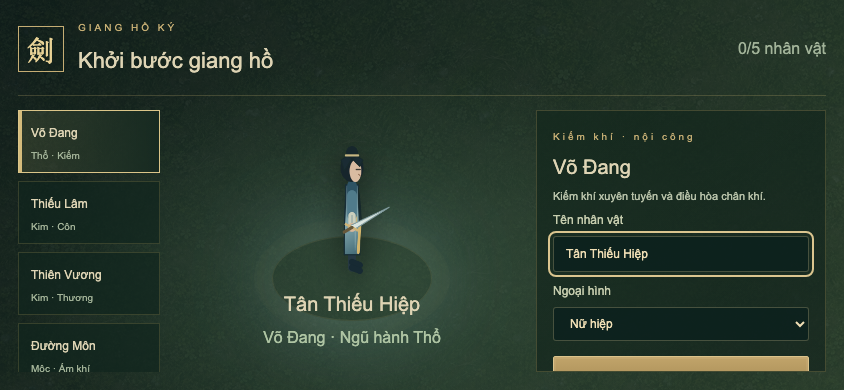 劍
GIANG HỒ KÝ
Khởi bước giang hồ
0/5 nhân vật
Võ Đang
Thổ · Kiếm
Thiếu Lâm
Kim · Côn
Thiên Vương
Kim · Thương
Đường Môn
Mộc · Ám khí
Tân Thiếu Hiệp
Võ Đang · Ngũ hành Thổ
Kiếm khí · nội công
Võ Đang
Kiếm khí xuyên tuyến và điều hòa chân khí.
Tên nhân vật
Tân Thiếu Hiệp
Ngoại hình
Nữ hiệp